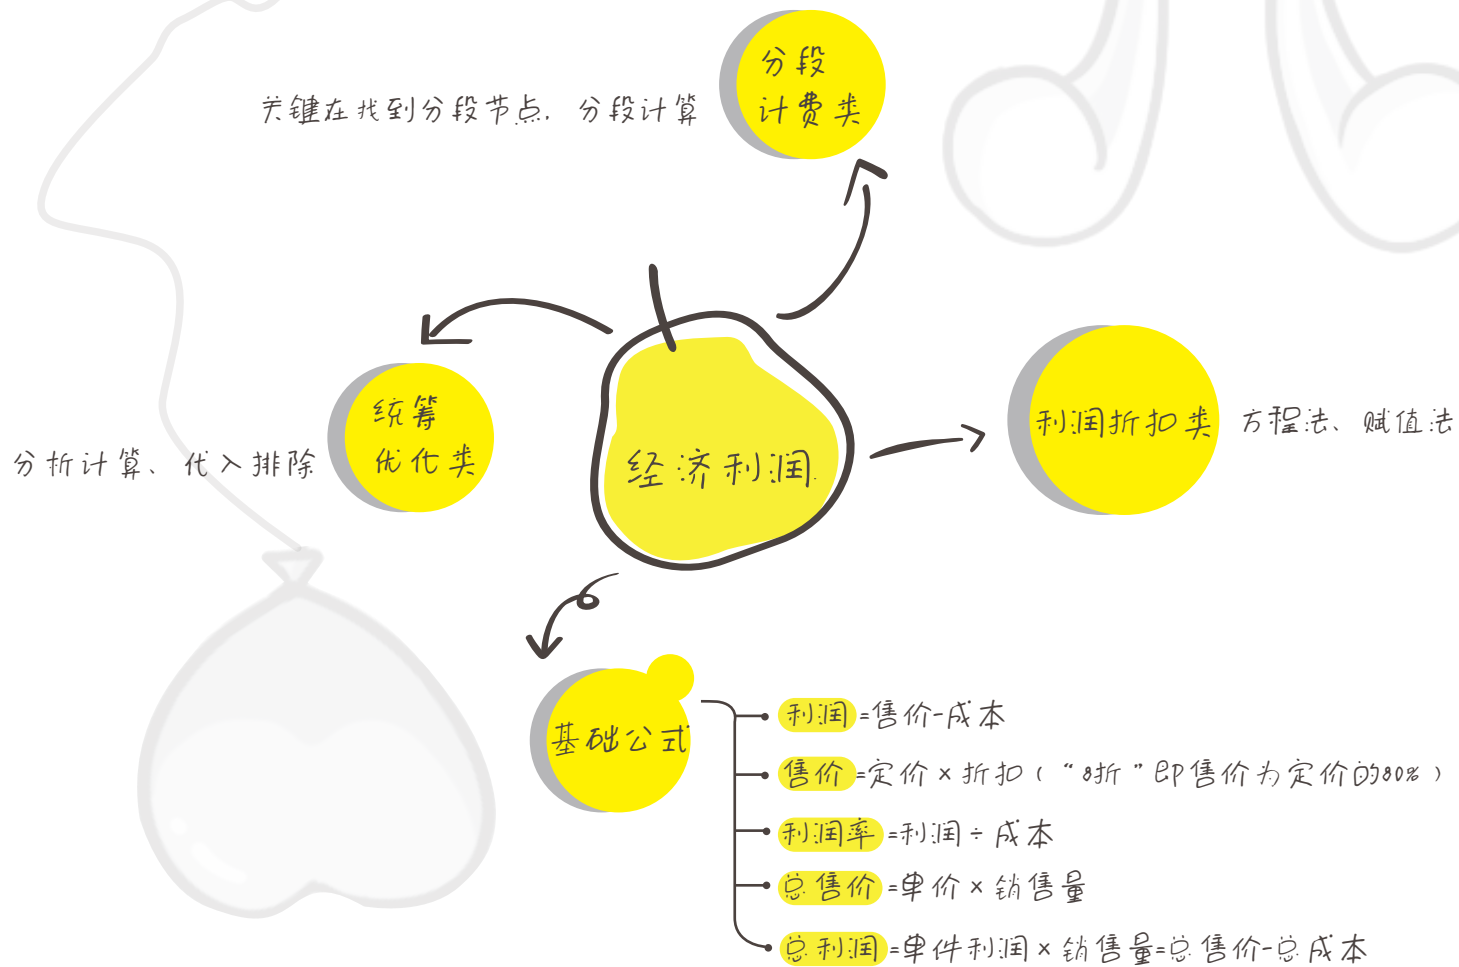 分段
计费类
关键在找到分段节点，分段计算
统筹
优化类
分析计算、代入排除
经济利润
利润折扣类
方程法、赋值法
基础公式
利润=售价-成本
售价=定价×折扣（“8折”即售价为定价的80%）
利润率=利润÷成本
总售价=单价×销售量
总利润=单件利润×销售量=总售价-总成本